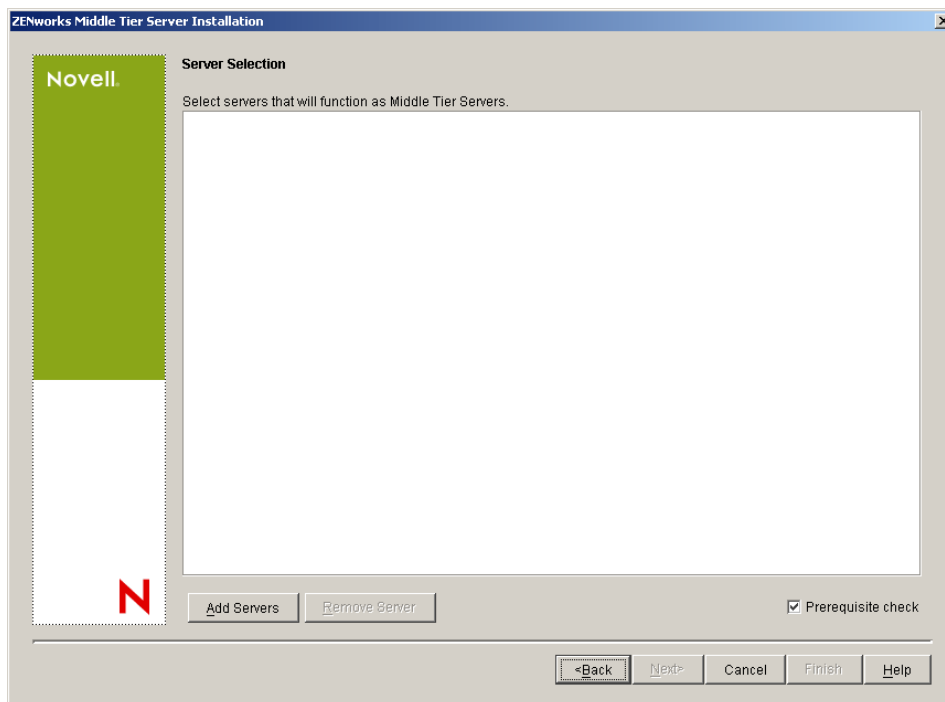 ZENworks Middle Tier Server Installation
Novell.
Server Selection
Select servers that will function as Middle Tier Servers.
N
Add Servers
Remove Server
Prerequisite check
<Back
Next>
Cancel
Finish
Help